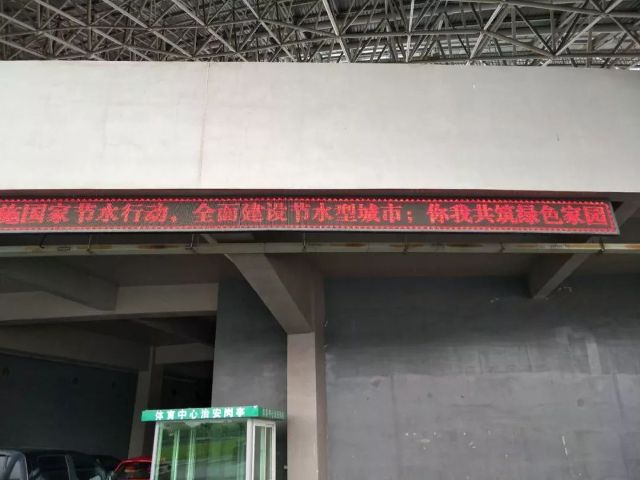 施国家节水行动，全面建设节水型城市；你我共筑绿色家园
体育中心治安岗亭